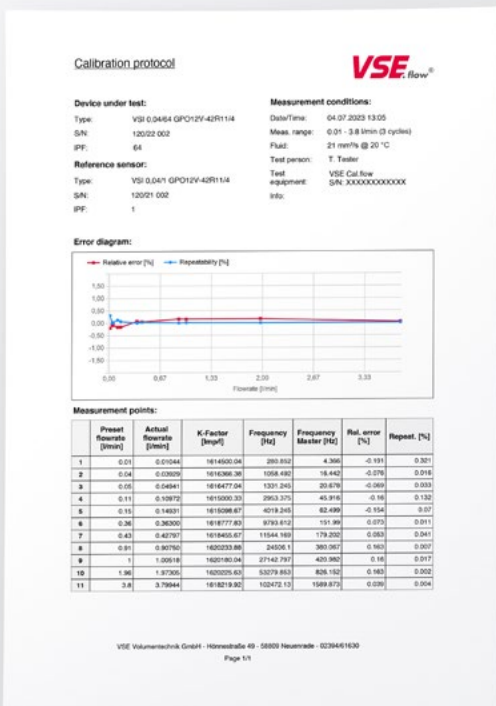 Calibration protocol
VSE.flow®
Device under test:
Type: VSI 0,04/64 GPO12V-42R11/4
S/N: 120/22 002
IPF: 64
Reference sensor:
Type: VSI 0,04/1 GPO12V-42R11/4
S/N: 120/21 002
IPF: 1
Measurement conditions:
Date/Time: 04.07.2023 13:05
Meas. range: 0.01 - 3.8 l/min (3 cycles)
Fluid: 21 mm²/s @ 20 °C
Test person: T. Tester
Test equipment: VSE Cal.flow
S/N: XXXXXXXXXXXX
Info:
Error diagram:
Relative error [%] Repeatability [%]
1,50
1,00
0,50
0,00
-0,50
-1,00
-1,50
0,00 0,67 1,33 2,00 2,67 3,33
Flowrate [l/min]
Measurement points:
Preset flowrate [l/min] Actual flowrate [l/min] K-Factor [Imp/l] Frequency [Hz] Frequency Master [Hz] Rel. error [%] Repeat. [%]
1 0.01 0.01044 1614500.04 280.852 4.366 -0.191 0.321
2 0.04 0.03929 1616366.38 1058.492 16.442 -0.076 0.016
3 0.05 0.04941 1616477.04 1331.245 20.678 -0.069 0.033
4 0.11 0.10972 1615000.33 2953.375 45.916 -0.16 0.132
5 0.15 0.14931 1615098.67 4019.245 62.499 -0.154 0.07
6 0.36 0.36300 1618777.63 9793.612 151.99 0.073 0.011
7 0.43 0.42797 1618455.67 11544.169 179.202 0.053 0.041
8 0.91 0.90750 1620233.88 24506.1 380.067 0.163 0.007
9 1 1.00518 1620180.04 27142.797 420.982 0.16 0.017
10 1.96 1.97305 1620225.63 53279.853 826.152 0.163 0.002
11 3.8 3.79944 1618219.92 102472.13 1589.873 0.039 0.004
VSE Volumentechnik GmbH - Hönnestraße 49 - 58809 Neuenrade - 02394/61630
Page 1/1